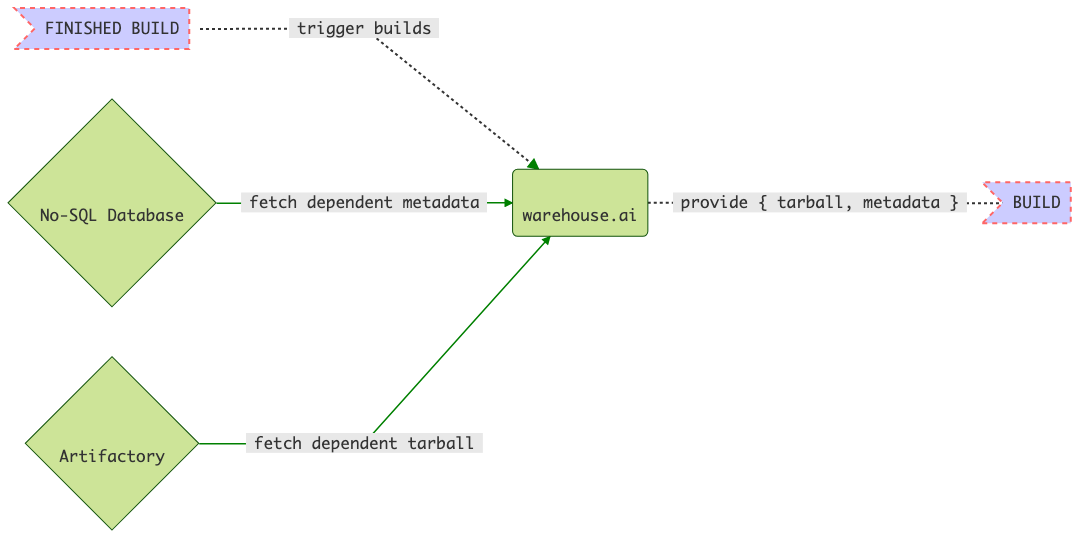 FINISHED BUILD
trigger builds
No-SQL Database
fetch dependent metadata
warehouse.ai
provide { tarball, metadata }
BUILD
Artifactory
fetch dependent tarball